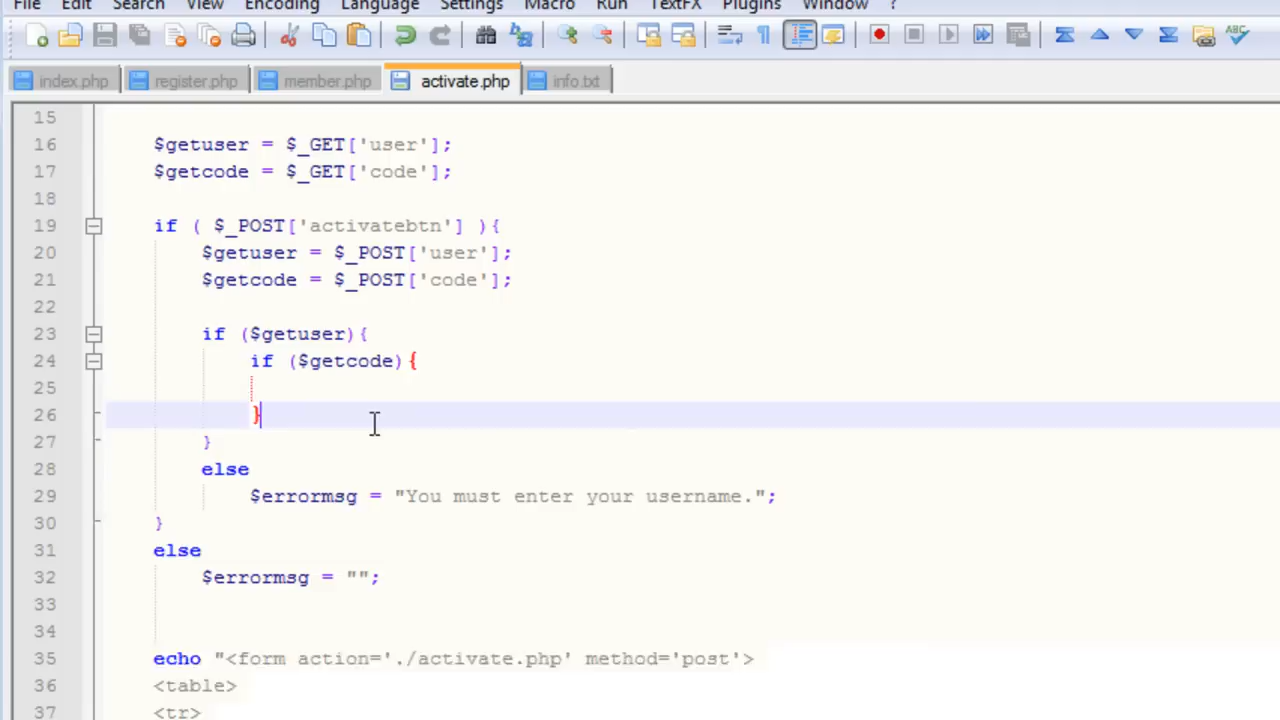 File Edit Search View Encoding Language Settings Macro Run TextFX Plugins Window ?
index.php register.php member.php activate.php info.txt
15
16 $getuser = $_GET['user'];
17 $getcode = $_GET['code'];
18
19 if ( $_POST['activatebtn'] ){
20 $getuser = $_POST['user'];
21 $getcode = $_POST['code'];
22
23 if ($getuser){
24 if ($getcode){
25
26 }
27 }
28 else
29 $errormsg = "You must enter your username.";
30 }
31 else
32 $errormsg = "";
33
34
35 echo "<form action='./activate.php' method='post'>
36 <table>
37 <tr>